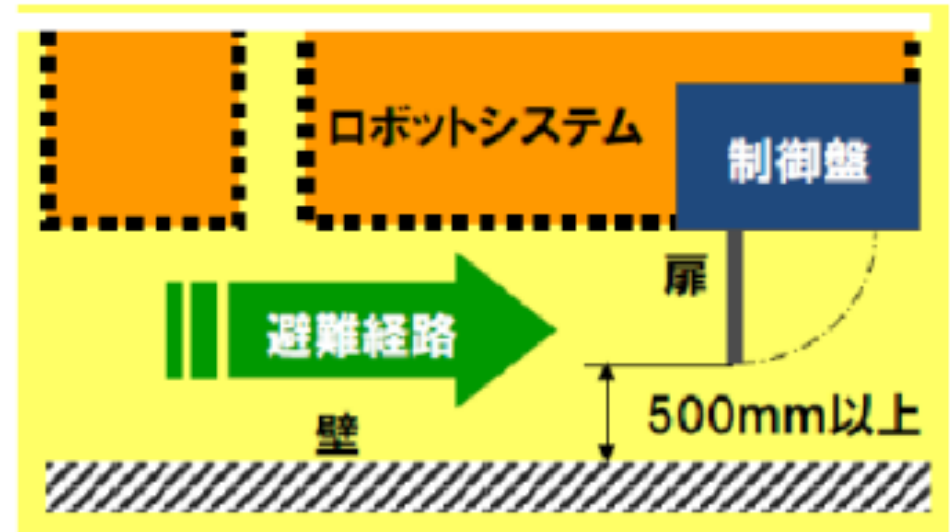 ロボットシステム
制御盤
扉
避難経路
500mm以上
壁